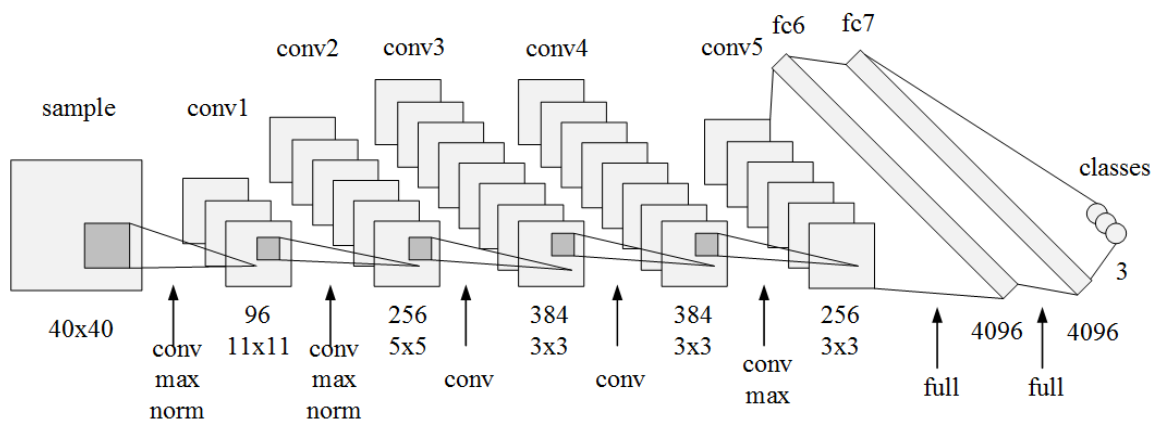 fc6 fc7
conv2 conv3 conv4 conv5
sample conv1
classes
3
40x40 96 256 384 384 256 4096 4096
11x11 5x5 3x3 3x3 3x3
conv conv conv conv conv full full
max max max
norm norm